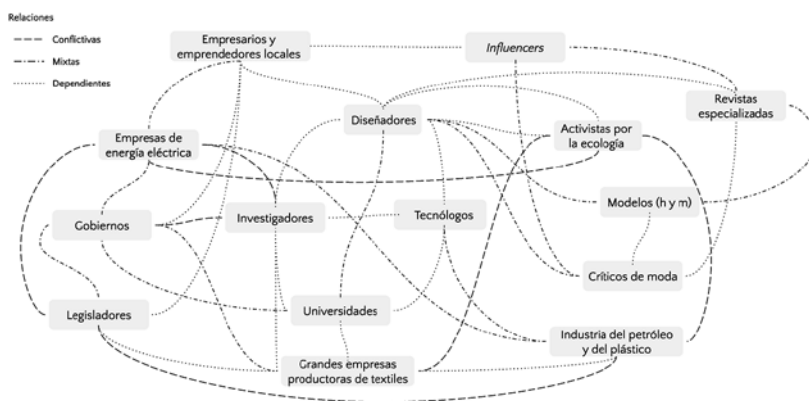 Relaciones
Conflictivas
Mixtas
Dependientes
Empresarios y
emprendedores locales
Influencers
Revistas
especializadas
Diseñadores
Activistas por
la ecología
Empresas de
energía eléctrica
Modelos (h y m)
Gobiernos
Investigadores
Tecnólogos
Críticos de moda
Legisladores
Universidades
Industria del petróleo
y del plástico
Grandes empresas
productoras de textiles